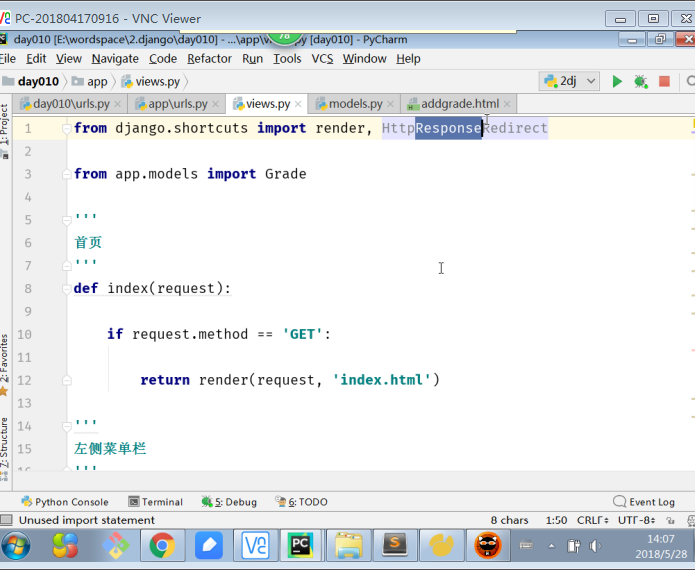 PC-201804170916 - VNC Viewer
78
day010 [E:\wordspace\2.django\day010] - ...\app\views.py [day010] - PyCharm
File Edit View Navigate Code Refactor Run Tools VCS Window Help
day010 app views.py 2dj
day010\urls.py app\urls.py views.py models.py addgrade.html
1: Project
2: Favorites
7: Structure
1 from django.shortcuts import render, HttpResponseRedirect
2
3 from app.models import Grade
4
5 '''
6 首页
7 '''
8 def index(request):
9
10 if request.method == 'GET':
11
12 return render(request, 'index.html')
13
14 '''
15 左侧菜单栏
16 '''
Python Console Terminal 5: Debug 6: TODO Event Log
Unused import statement 8 chars 1:50 CRLF UTF-8
14:07
2018/5/28